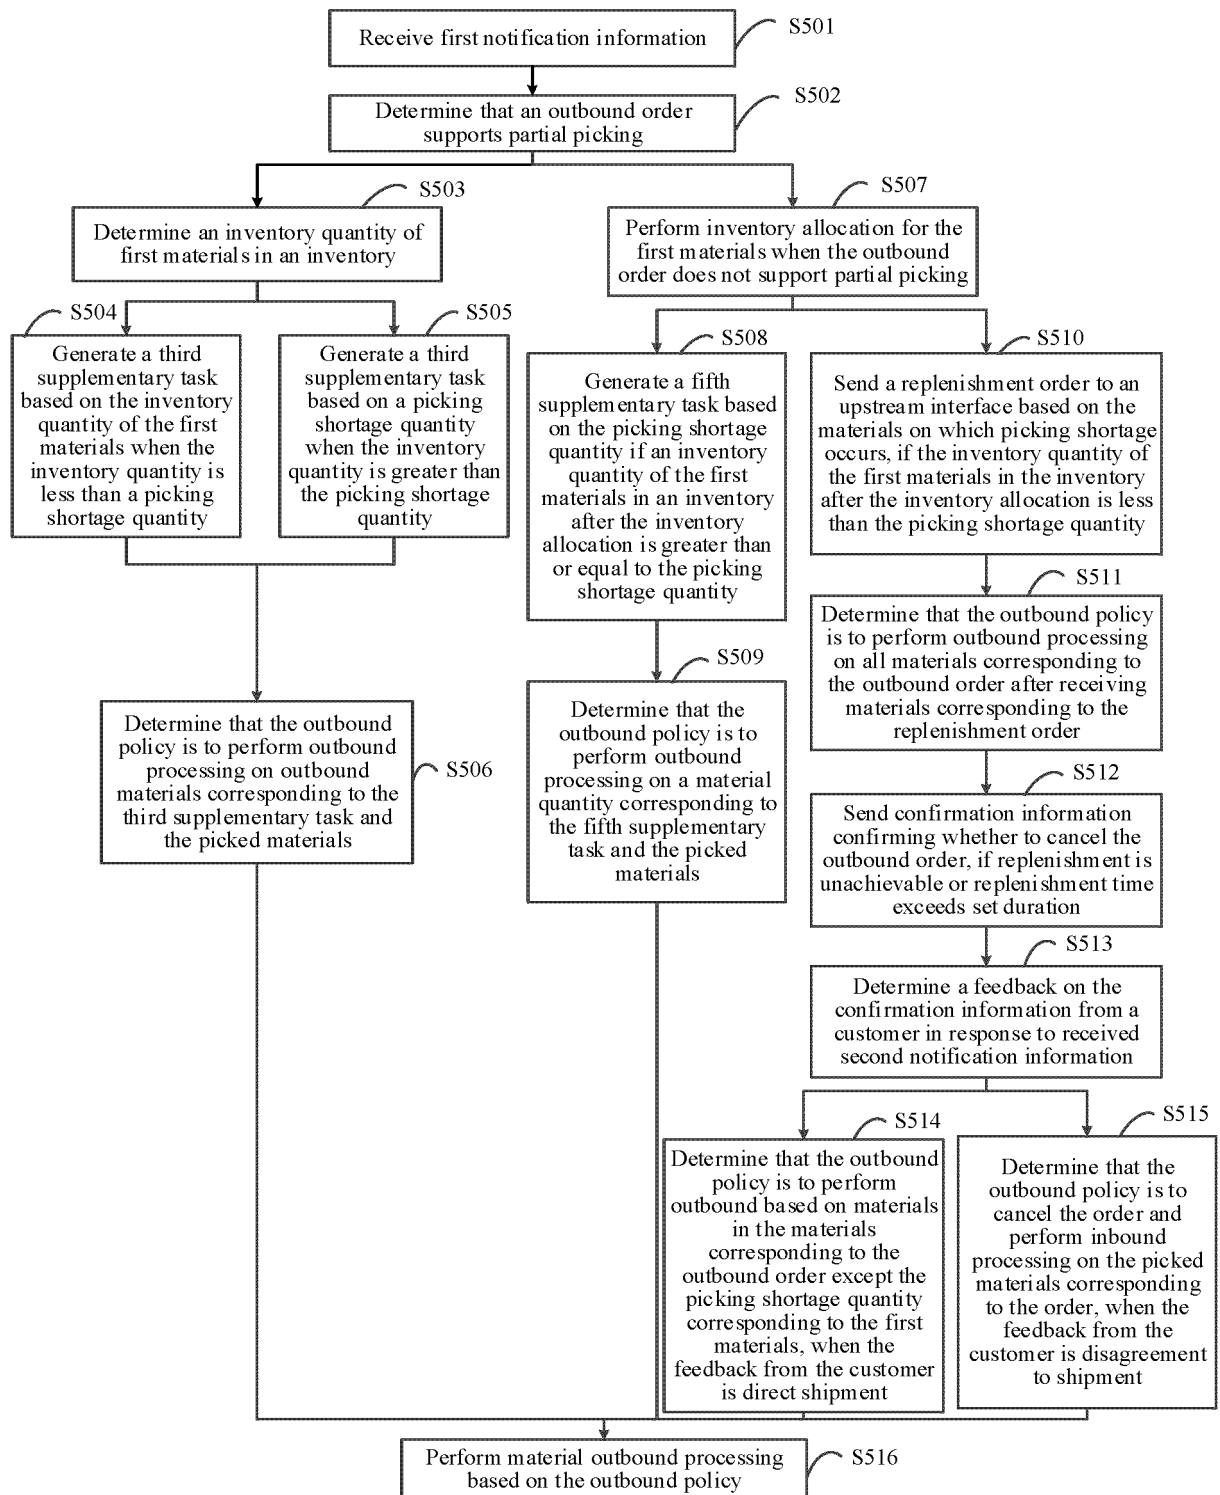 Receive first notification information
S501
Determine that an outbound order
supports partial picking
S502
S503
Determine an inventory quantity of
first materials in an inventory
S507
Perform inventory allocation for the
first materials when the outbound
order does not support partial picking
S504
Generate a third
supplementary task
based on the inventory
quantity of the first
materials when the
inventory quantity is
less than a picking
shortage quantity
S505
Generate a third
supplementary task
based on a picking
shortage quantity
when the inventory
quantity is greater than
the picking shortage
quantity
S508
Generate a fifth
supplementary task based
on the picking shortage
quantity if an inventory
quantity of the first
materials in an inventory
after the inventory
allocation is greater than
or equal to the picking
shortage quantity
S510
Send a replenishment order to an
upstream interface based on the
materials on which picking shortage
occurs, if the inventory quantity of
the first materials in the inventory
after the inventory allocation is less
than the picking shortage quantity
S511
Determine that the outbound policy
is to perform outbound processing
on all materials corresponding to
the outbound order after receiving
materials corresponding to the
replenishment order
S509
Determine that the
outbound policy is to
perform outbound
processing on a material
quantity corresponding to
the fifth supplementary
task and the picked
materials
Determine that the outbound
policy is to perform outbound
processing on outbound
materials corresponding to the
third supplementary task and
the picked materials
S506
S512
Send confirmation information
confirming whether to cancel the
outbound order, if replenishment is
unachievable or replenishment time
exceeds set duration
S513
Determine a feedback on the
confirmation information from a
customer in response to received
second notification information
S514
Determine that the outbound
policy is to perform
outbound based on materials
in the materials
corresponding to the
outbound order except the
picking shortage quantity
corresponding to the first
materials, when the
feedback from the customer
is direct shipment
S515
Determine that the
outbound policy is to
cancel the order and
perform inbound
processing on the picked
materials corresponding
to the order, when the
feedback from the
customer is disagreement
to shipment
Perform material outbound processing
based on the outbound policy
S516